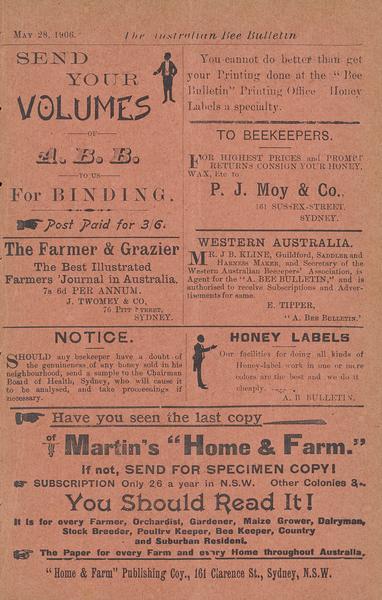 MAY 28, 1906. The Australian Bee Bulletin
SEND
YOUR
VOLUMES
OF
A. B. B.
TO US
For BINDING.
Post Paid for 3/6.
The Farmer & Grazier
The Best Illustrated
Farmers' Journal in Australia.
7s 6d PER ANNUM.
J. TWOMEY & CO,
76 PITT STREET,
SYDNEY.
NOTICE.
SHOULD any beekeeper have a doubt of
the genuineness of any honey sold in his
neighbourhood, send a sample to the Chairman
Board of Health, Sydney, who will cause it
to be analysed, and take proceedings if
necessary.
You cannot do better than get
your Printing done at the "Bee
Bulletin" Printing Office Honey
Labels a specialty.
TO BEEKEEPERS.
FOR HIGHEST PRICES and PROMPT
RETURNS CONSIGN YOUR HONEY,
WAX, Etc to
P. J. Moy & Co.,
161 SUSSEX-STREET,
SYDNEY.
WESTERN AUSTRALIA.
MR. J. B. KLINE, Guildford, SADDLER and
HARNESS MAKER, and Secretary of the
Western Australian Beekeepers' Association, is
Agent for the "A. BEE BULLETIN," and is
authorised to receive Subscriptions and Adver-
tisements for same.
E. TIPPER,
"A. BEE BULLETIN."
HONEY LABELS
Our facilities for doing all kinds of
Honey-label work in one or more
colors are the best and we do it
cheaply.
A. B BULLETIN.
Have you seen the last copy
of Martin's "Home & Farm."
If not, SEND FOR SPECIMEN COPY!
SUBSCRIPTION Only 2s a year in N.S.W. Other Colonies 3/-.
You Should Read It!
It is for every Farmer, Orchardist, Gardener, Maize Grower, Dairyman,
Stock Breeder, Poultry Keeper, Bee Keeper, Country
and Suburban Resident.
The Paper for every Farm and every Home throughout Australia.
"Home & Farm" Publishing Coy., 161 Clarence St., Sydney, N.S.W.